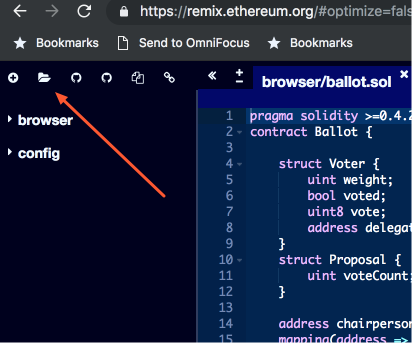 https://remix.ethereum.org/#optimize=fals
Bookmarks Send to OmniFocus Bookmarks
browser/ballot.sol
browser
config
1 pragma solidity >=0.4.2
2 contract Ballot {
3
4 struct Voter {
5 uint weight;
6 bool voted;
7 uint8 vote;
8 address delegat
9 }
10 struct Proposal {
11 uint voteCount;
12 }
13
14 address chairperson
15 mapping(address =>